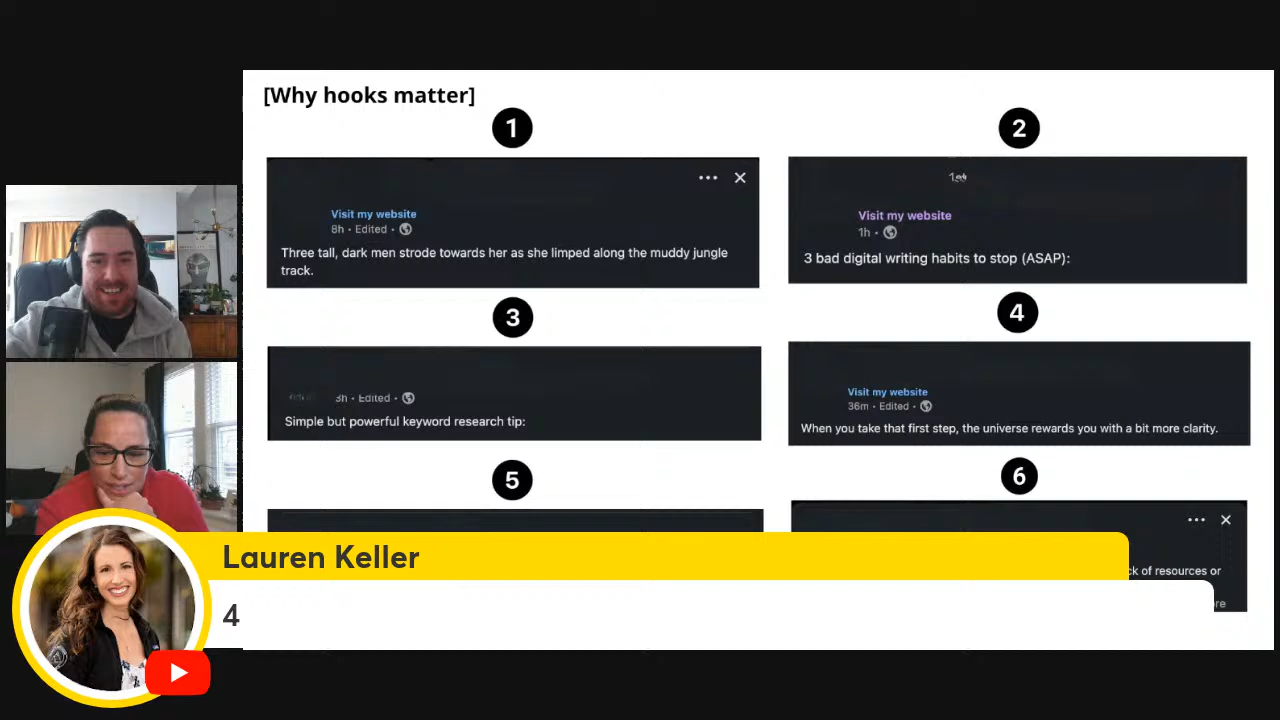 [Why hooks matter]
1
2
Visit my website
8h • Edited •
Three tall, dark men strode towards her as she limped along the muddy jungle
track.
Visit my website
1h •
3 bad digital writing habits to stop (ASAP):
3
4
3h • Edited •
Simple but powerful keyword research tip:
Visit my website
36m • Edited •
When you take that first step, the universe rewards you with a bit more clarity.
5
6
of resources or
Lauren Keller
4